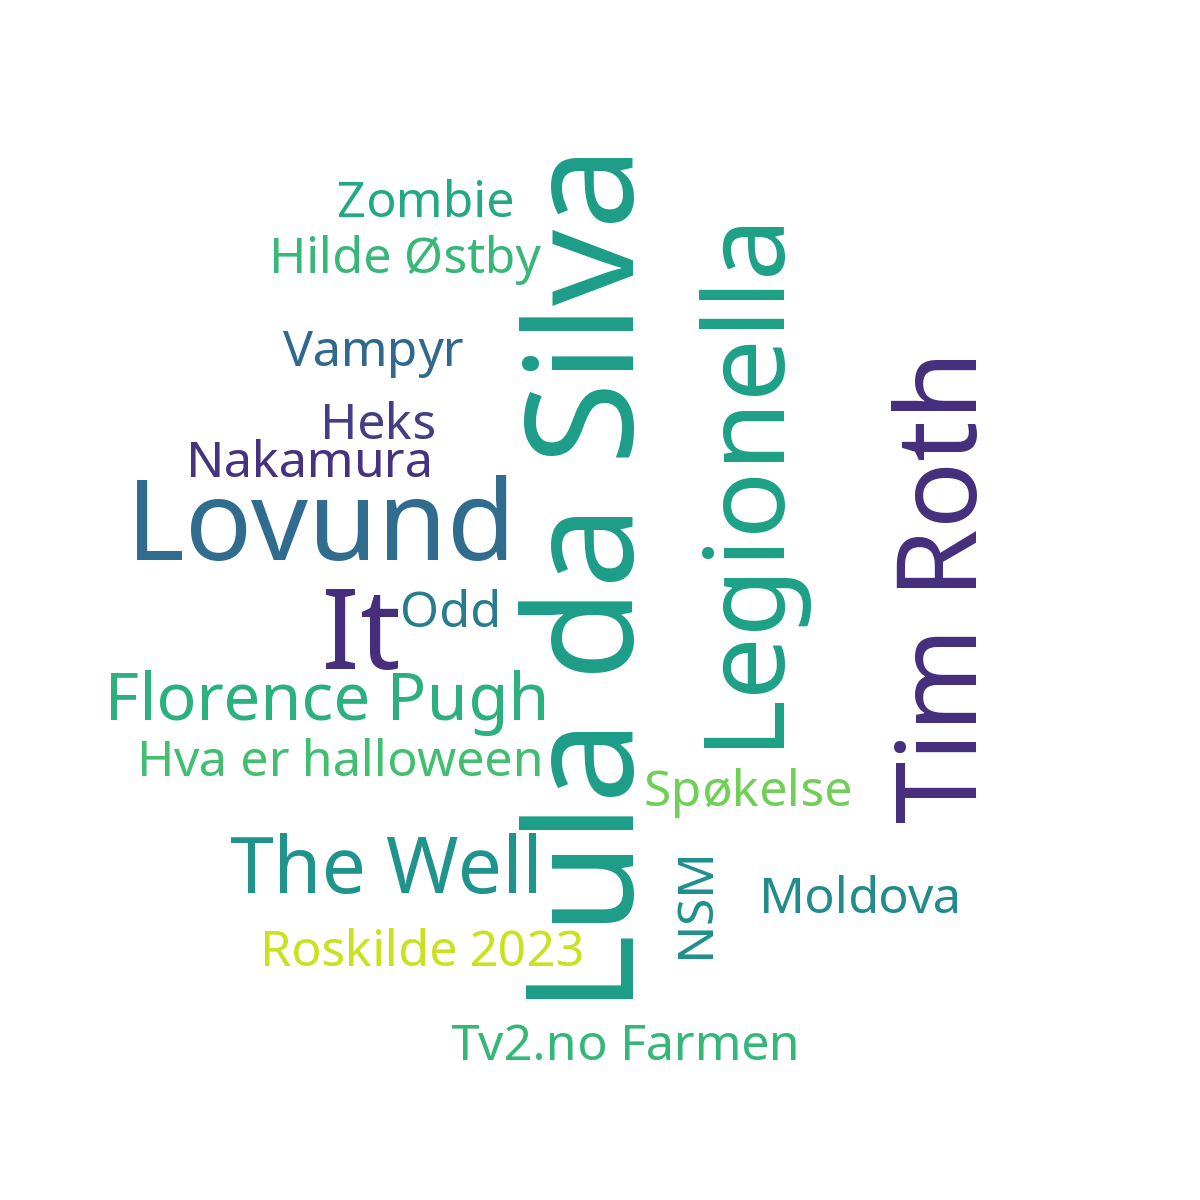 Zombie
Hilde Østby
Vampyr
Heks
Nakamura
Lovund
It
Odd
Florence Pugh
Hva er halloween
The Well
Roskilde 2023
Tv2.no Farmen
Lula da Silva
Legionella
Spøkelse
NSM
Moldova
Tim Roth